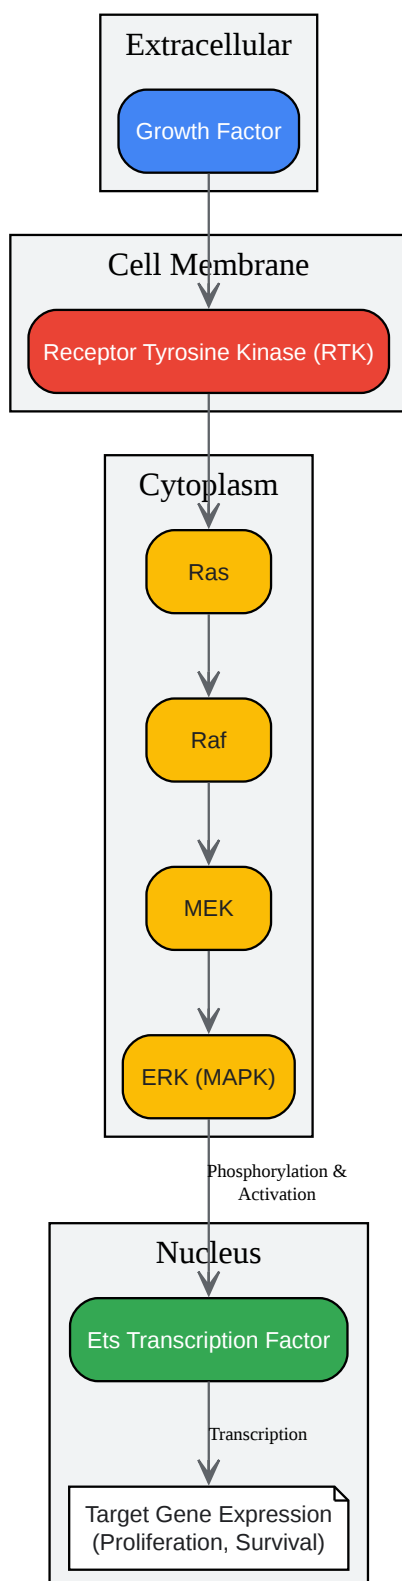 Extracellular
Growth Factor
Cell Membrane
Receptor Tyrosine Kinase (RTK)
Cytoplasm
Ras
Raf
MEK
ERK (MAPK)
Phosphorylation &
Activation
Nucleus
Ets Transcription Factor
Transcription
Target Gene Expression
(Proliferation, Survival)